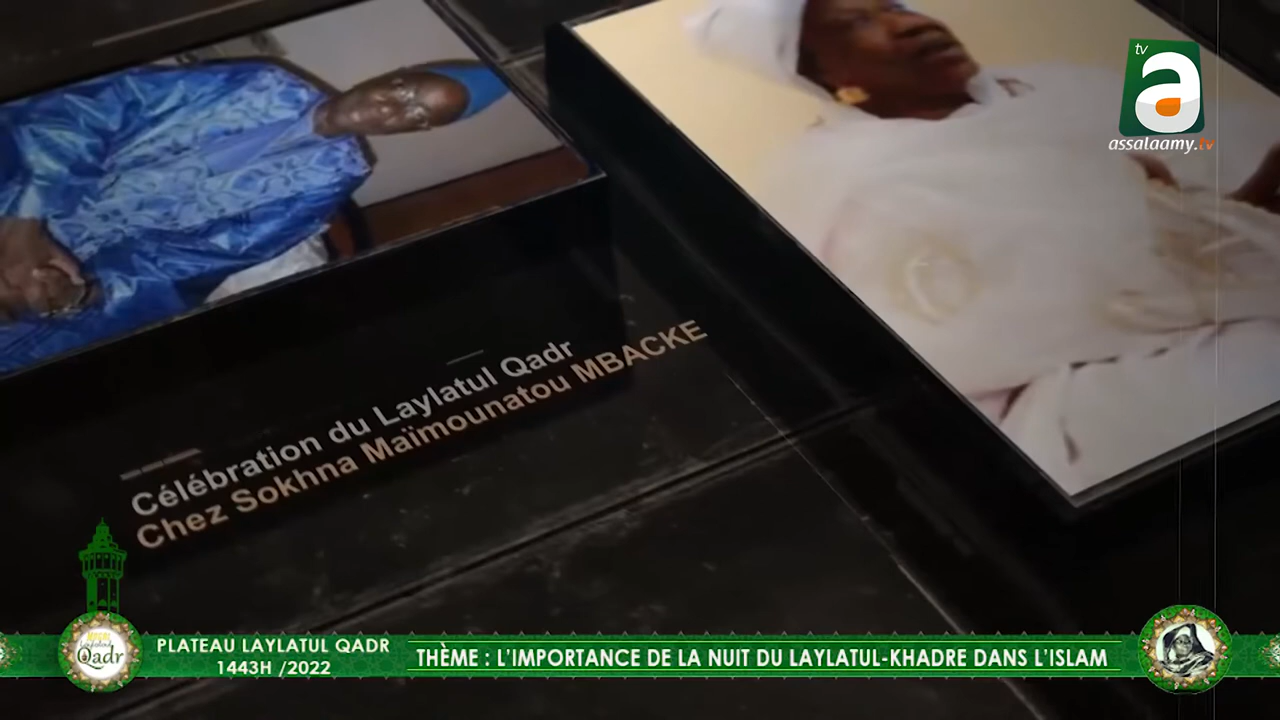 tv
a
assalaamy.tv
Célébration du Laylatul Qadr
Chez Sokhna Maïmounatou MBACKE
Qadr
PLATEAU LAYLATUL QADR
1443H /2022
THÈME : L'IMPORTANCE DE LA NUIT DU LAYLATUL-KHADRE DANS L'ISLAM